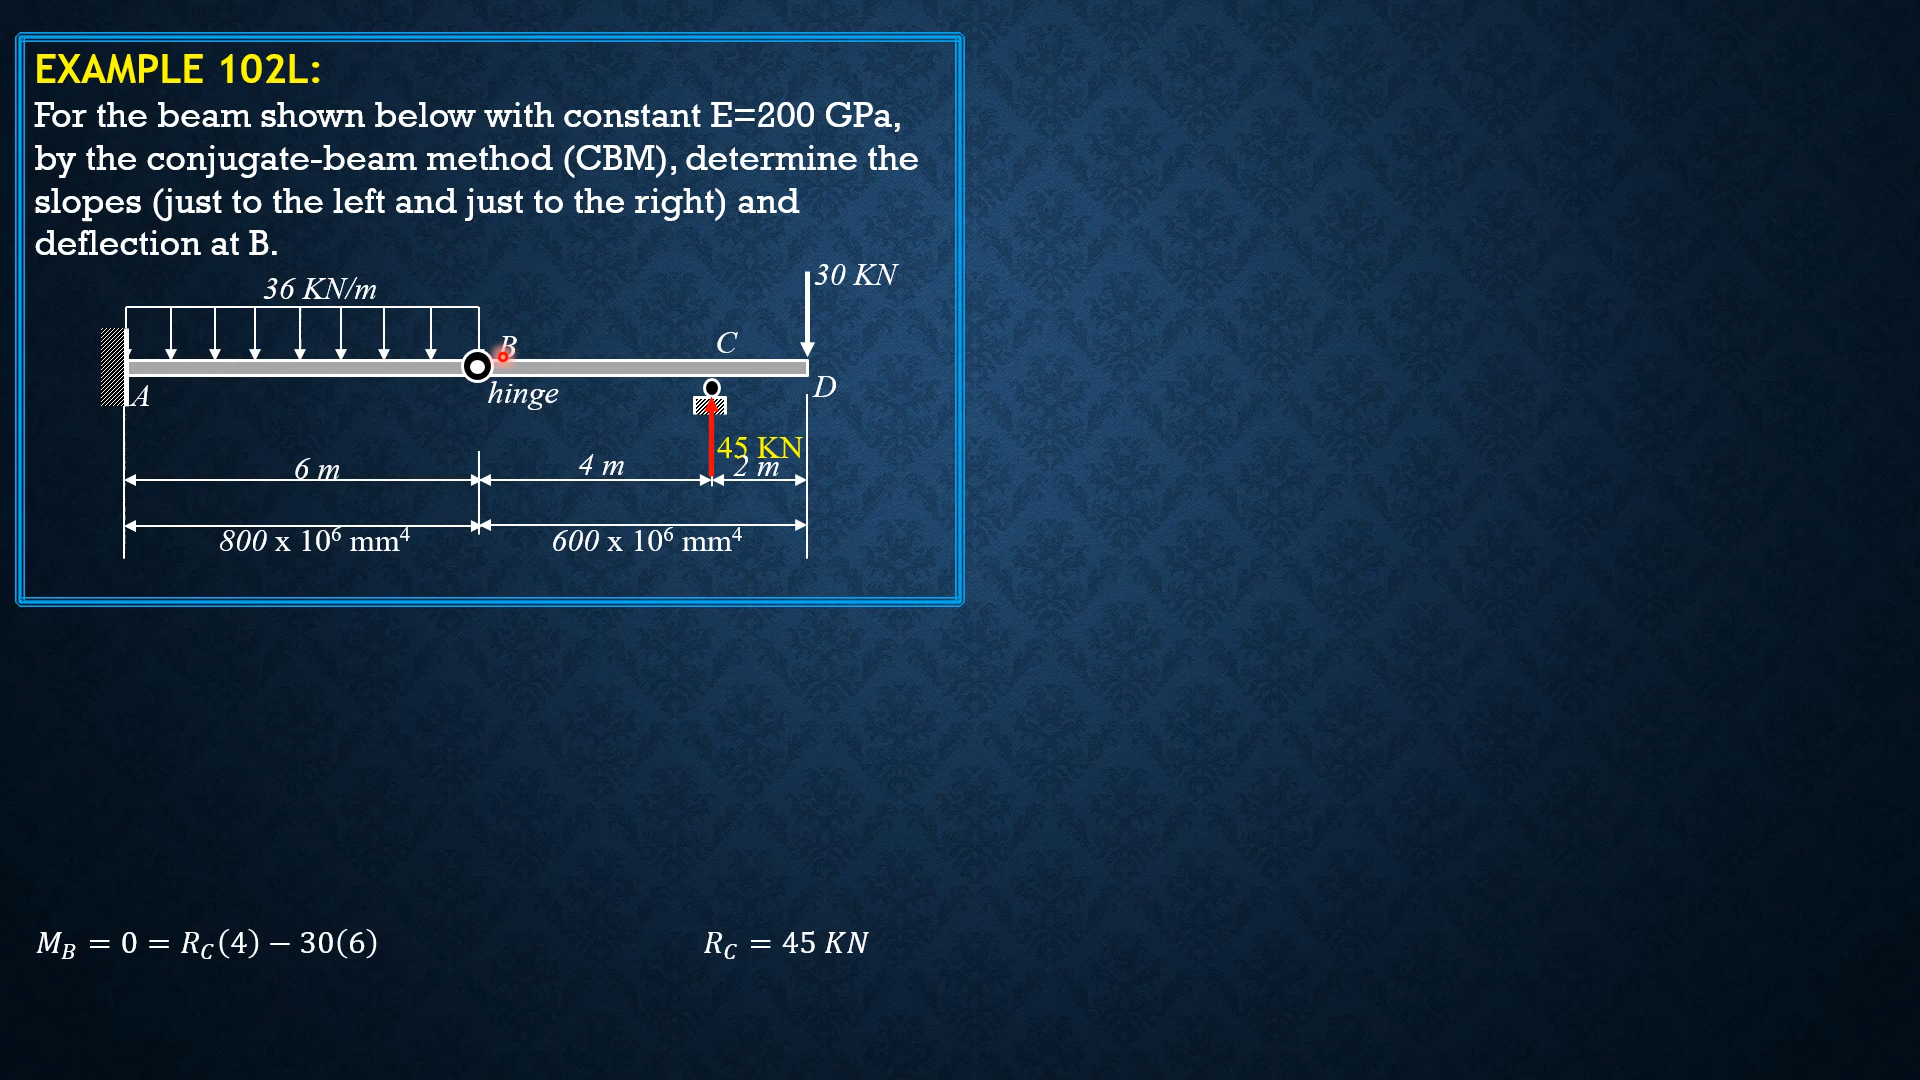 EXAMPLE 102L:
For the beam shown below with constant E=200 GPa,
by the conjugate-beam method (CBM), determine the
slopes (just to the left and just to the right) and
deflection at B.
30 KN
36 KN/m
B
C
A
hinge
D
45 KN
6 m
4 m
2 m
800 x 10⁶ mm⁴
600 x 10⁶ mm⁴
M_B = 0 = R_C(4) − 30(6)
R_C = 45 KN